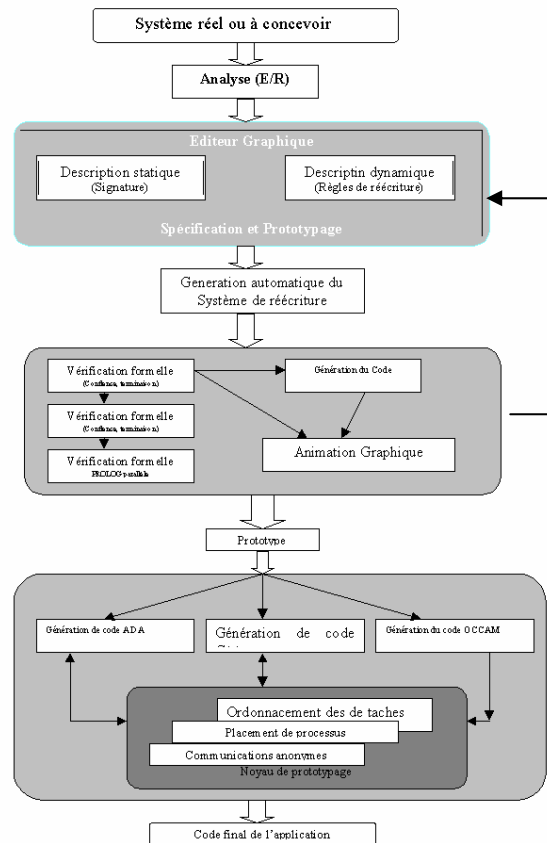 Système réel ou à concevoir
Analyse (E/R)
Editeur Graphique
Description statique
(Signature)
Descriptin dynamique
(Règles de réécriture)
Spécification et Prototypage
Generation automatique du
Système de réécriture
Vérification formelle
(Confluence, terminaison)
Génération du Code
Vérification formelle
(Confluence, terminaison)
Animation Graphique
Vérification formelle
PROLOG parallèle
Prototype
Génération de code ADA
Génération de code
Génération du code OCCAM
Ordonnacement des de taches
Placement de processus
Communications anonymes
Noyau de prototypage
Code final de l'application